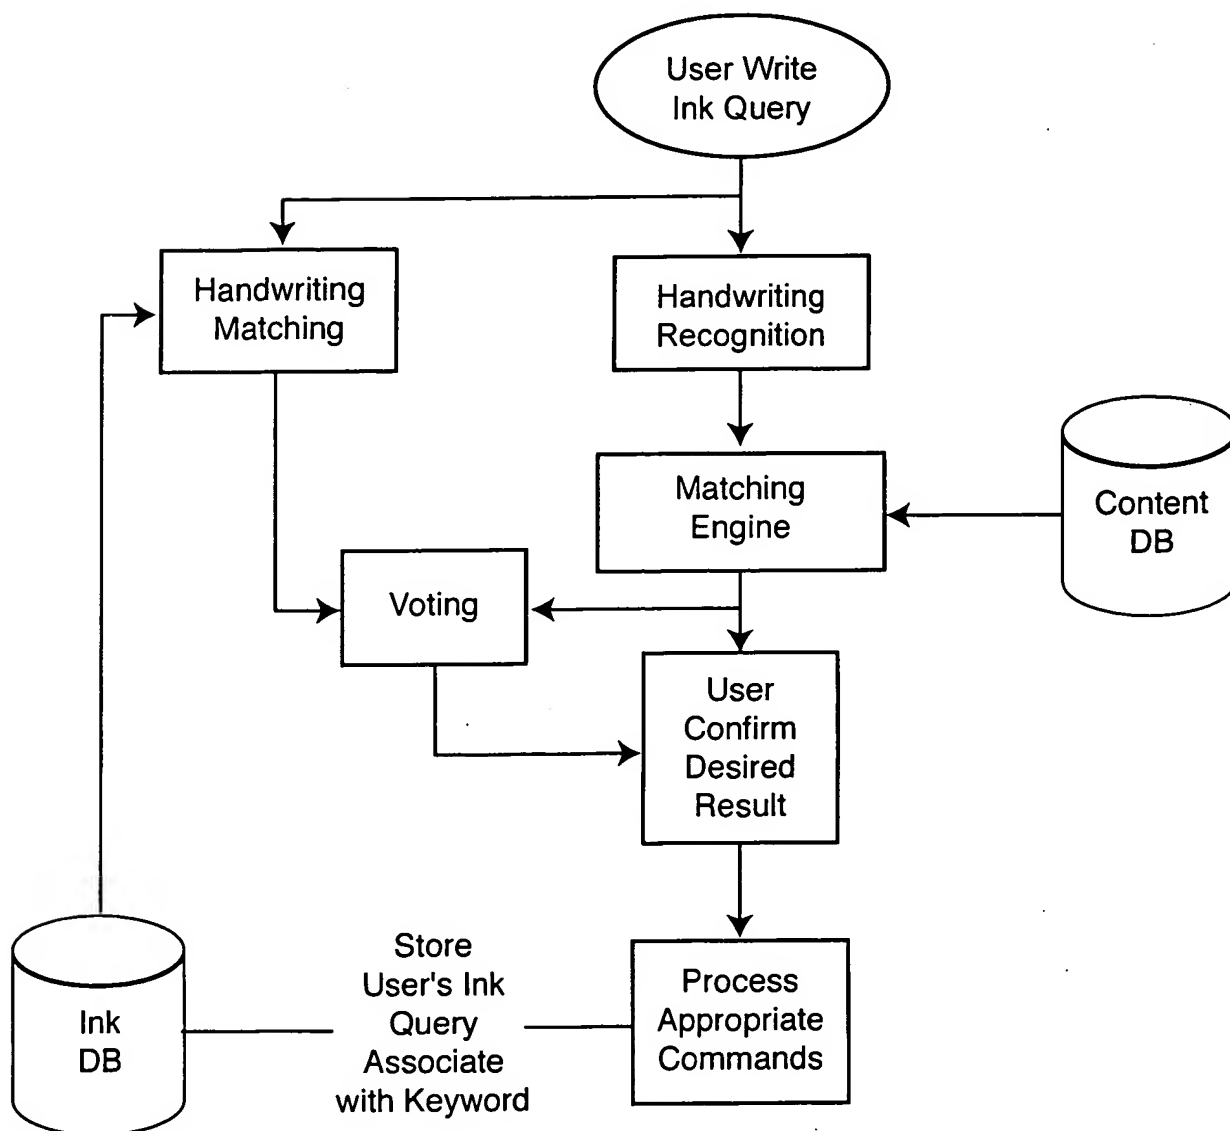 User Write
Ink Query
Handwriting
Matching
Handwriting
Recognition
Matching
Engine
Content
DB
Voting
User
Confirm
Desired
Result
Ink
DB
Store
User's Ink
Query
Associate
with Keyword
Process
Appropriate
Commands